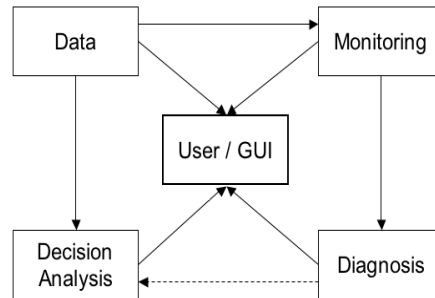 Data
Monitoring
User / GUI
Decision
Analysis
Diagnosis